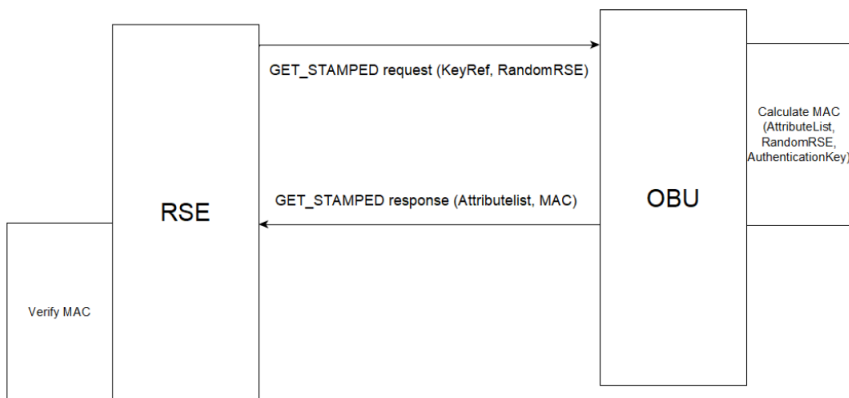 GET_STAMPED request (KeyRef, RandomRSE)
Calculate MAC
(AttributeList,
RandomRSE,
AuthenticationKey)
GET_STAMPED response (Attributelist, MAC)
RSE
OBU
Verify MAC